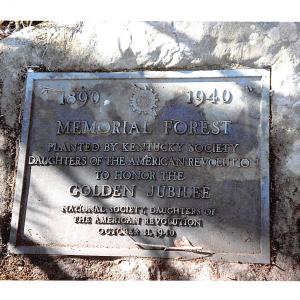 1890 1940
MEMORIAL FOREST
PLANTED BY KENTUCKY SOCIETY
DAUGHTERS OF THE AMERICAN REVOLUTION
TO HONOR THE
GOLDEN JUBILEE
NATIONAL SOCIETY, DAUGHTERS OF
THE AMERICAN REVOLUTION
OCTOBER 11, 1940